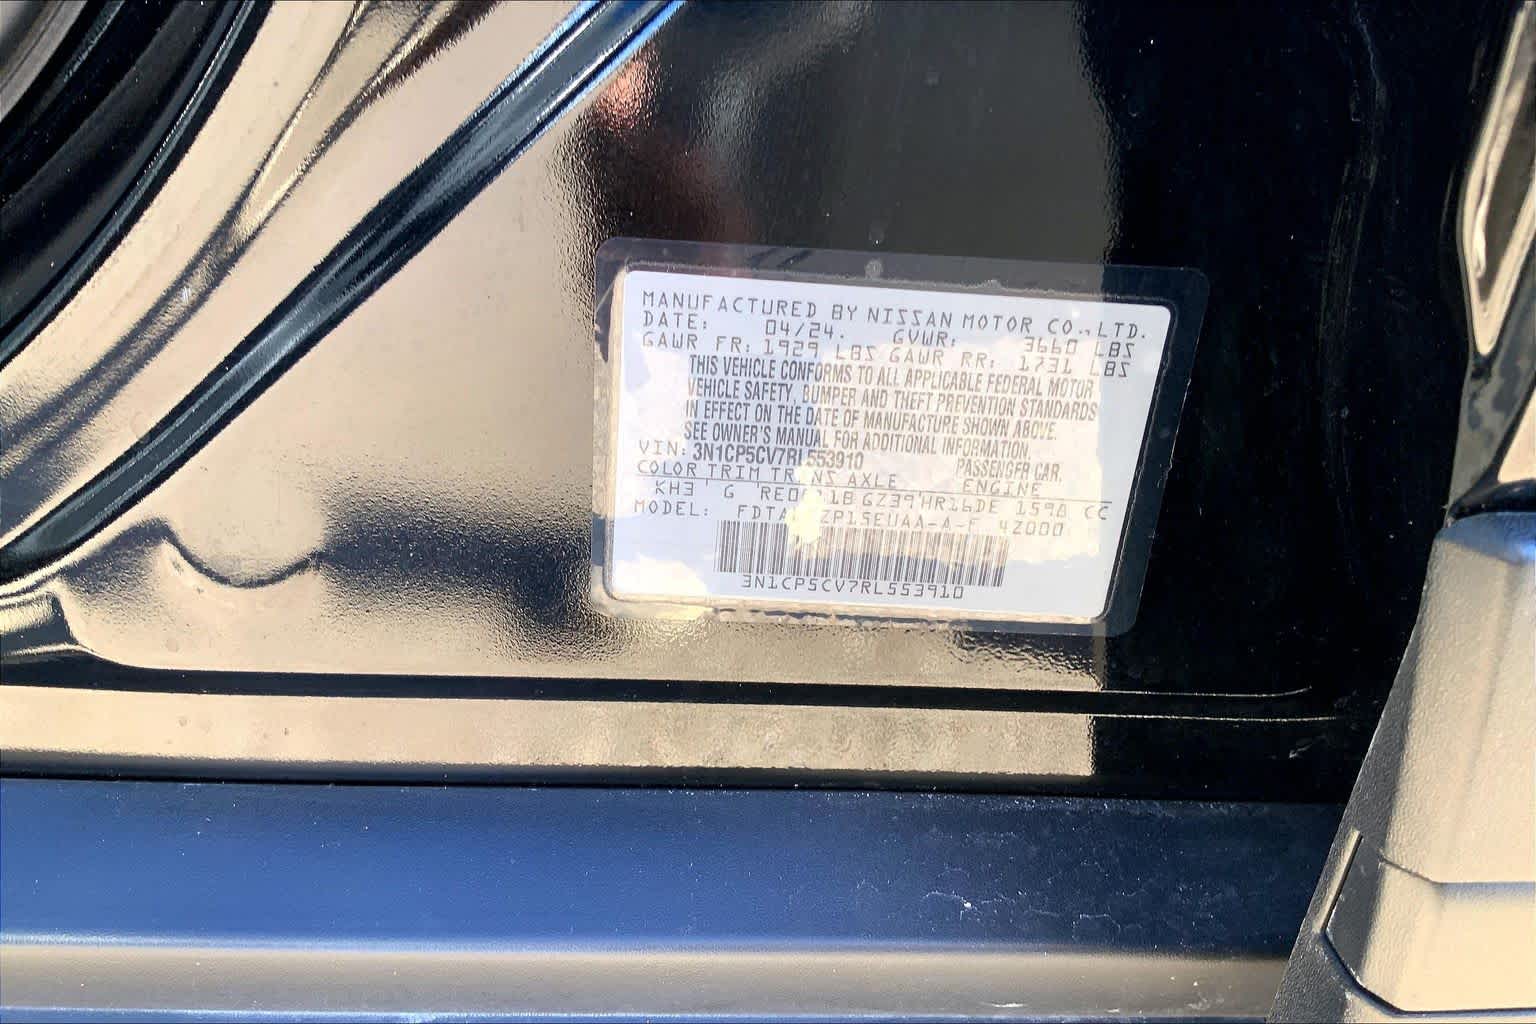 MANUFACTURED BY NISSAN MOTOR CO., LTD.
DATE: 04/24. GVWR: 3660 LBS
GAWR FR: 1929 LBS GAWR RR: 1731 LBS
THIS VEHICLE CONFORMS TO ALL APPLICABLE FEDERAL MOTOR
VEHICLE SAFETY, BUMPER AND THEFT PREVENTION STANDARDS
IN EFFECT ON THE DATE OF MANUFACTURE SHOWN ABOVE.
SEE OWNER'S MANUAL FOR ADDITIONAL INFORMATION.
VIN: 3N1CP5CV7RL553910 PASSENGER CAR.
COLOR TRIM TRANS AXLE ENGINE
KH3 G HR16DE 1598 CC
MODEL: 4Z000
3N1CP5CV7RL553910